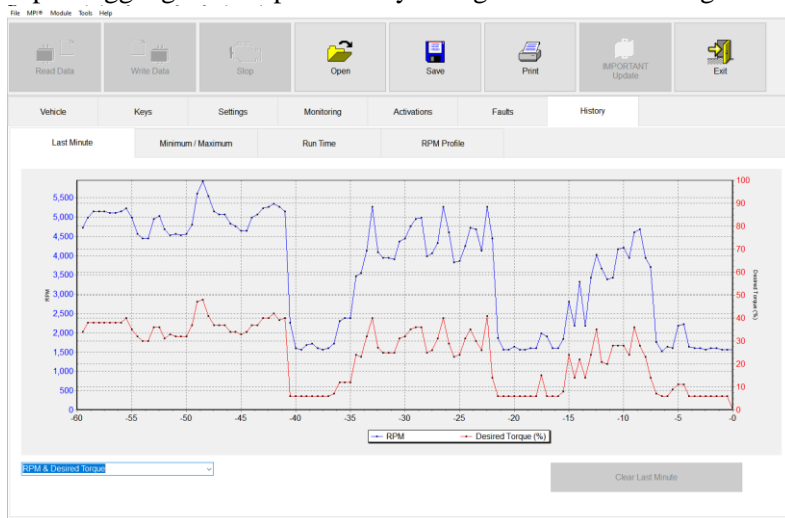 File MPI® Module Tools Help
Read Data Write Data Stop Open Save Print IMPORTANT Update Exit
Vehicle Keys Settings Monitoring Activations Faults History
Last Minute Minimum / Maximum Run Time RPM Profile
100
5,500 90
5,000 80
4,500
4,000 70
3,500 60
3,000 50
2,500 40
2,000 30
1,500 20
1,000
500 10
0 0
RPM
Desired Torque (%)
-60 -55 -50 -45 -40 -35 -30 -25 -20 -15 -10 -5 -0
RPM Desired Torque (%)
RPM & Desired Torque
Clear Last Minute